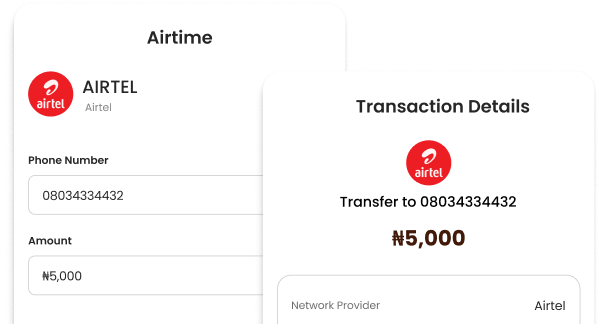 Airtime
airtel
AIRTEL
Airtel
Phone Number
08034334432
Amount
₦5,000
Transaction Details
airtel
Transfer to 08034334432
₦5,000
Network Provider
Airtel